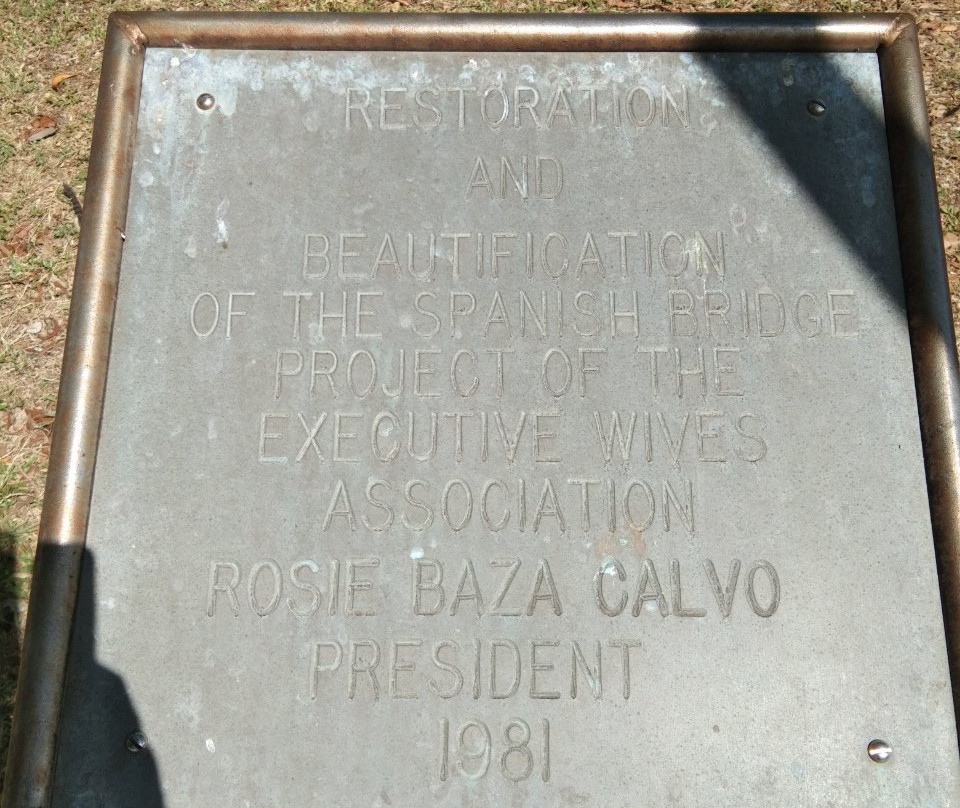 RESTORATION
AND
BEAUTIFICATION
OF THE SPANISH BRIDGE
PROJECT OF THE
EXECUTIVE WIVES
ASSOCIATION
ROSIE BAZA CALVO
PRESIDENT
1981